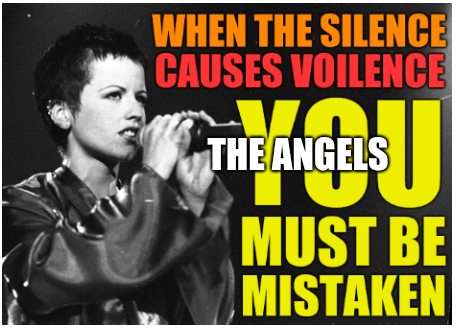 WHEN THE SILENCE
CAUSES VOILENCE
YOU
THE ANGELS
MUST BE
MISTAKEN